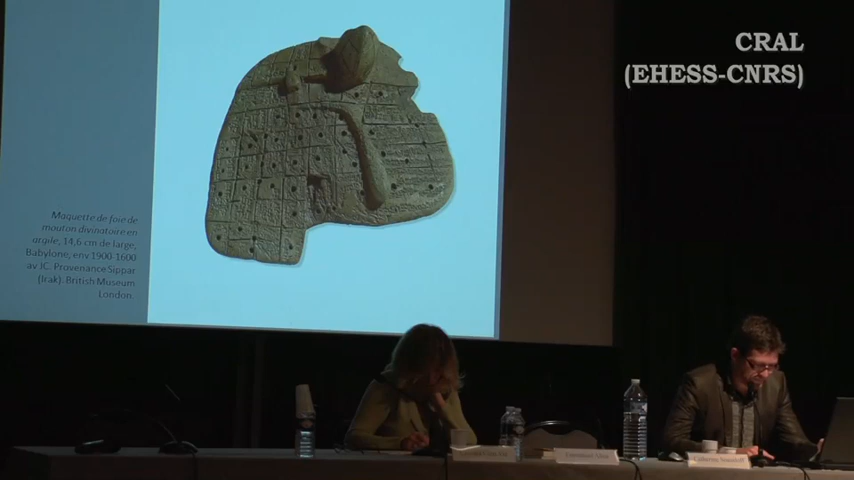 CRAL
(EHESS-CNRS)
Maquette de foie de
mouton divinatoire en
argile, 14,6 cm de large,
Babylone, env 1900-1600
av JC. Provenance Sippar
(Irak). British Museum
London.